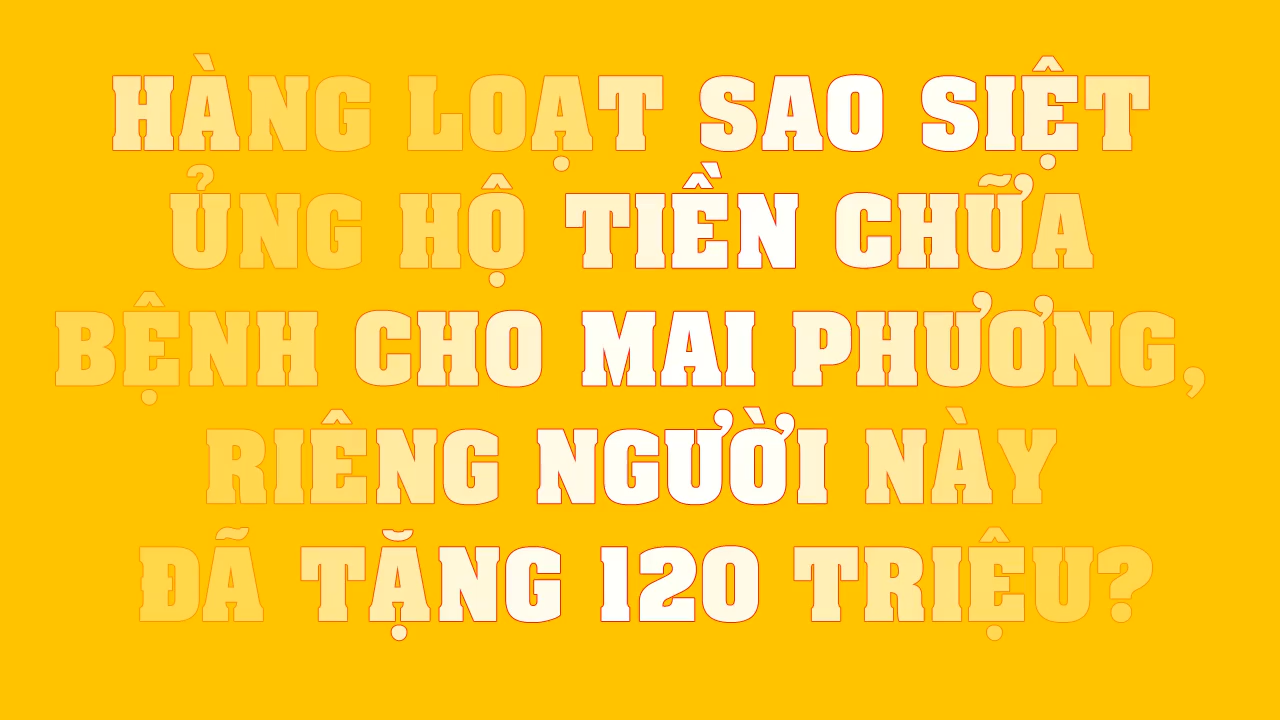 HÀNG LOẠT SAO SIỆT
ỦNG HỘ TIỀN CHỮA
BỆNH CHO MAI PHƯƠNG,
RIÊNG NGƯỜI NÀY
ĐÃ TẶNG 120 TRIỆU?